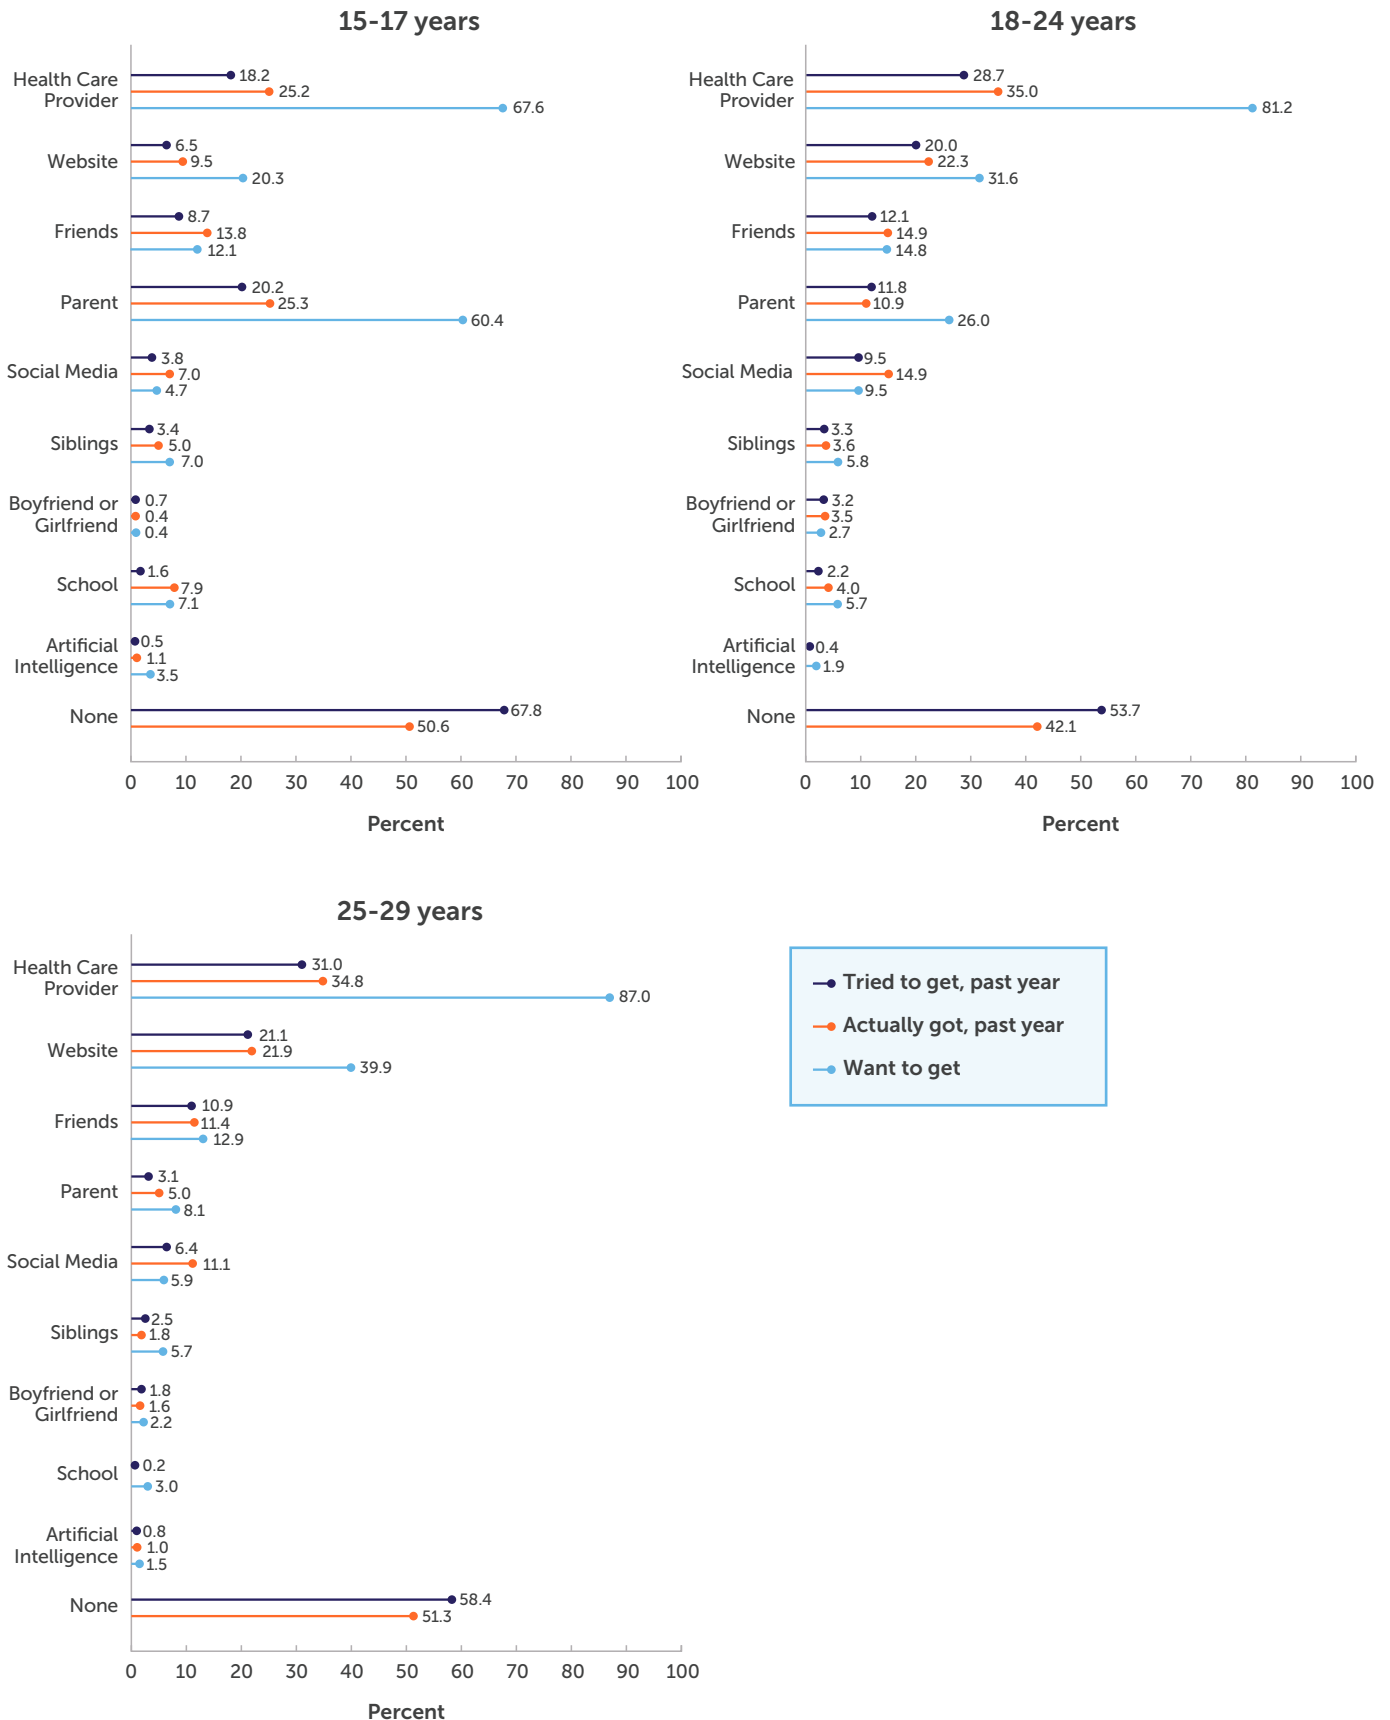 15-17 years
Health Care
Provider
18.2
25.2
67.6
Website
6.5
9.5
20.3
Friends
8.7
13.8
12.1
Parent
20.2
25.3
60.4
Social Media
3.8
7.0
4.7
Siblings
3.4
5.0
7.0
Boyfriend or
Girlfriend
0.7
0.4
0.4
School
1.6
7.9
7.1
Artificial
Intelligence
0.5
1.1
3.5
None
67.8
50.6
0 10 20 30 40 50 60 70 80 90 100
Percent
18-24 years
Health Care
Provider
28.7
35.0
81.2
Website
20.0
22.3
31.6
Friends
12.1
14.9
14.8
Parent
11.8
10.9
26.0
Social Media
9.5
14.9
9.5
Siblings
3.3
3.6
5.8
Boyfriend or
Girlfriend
3.2
3.5
2.7
School
2.2
4.0
5.7
Artificial
Intelligence
0.4
1.9
None
53.7
42.1
0 10 20 30 40 50 60 70 80 90 100
Percent
25-29 years
Health Care
Provider
31.0
34.8
87.0
Website
21.1
21.9
39.9
Friends
10.9
11.4
12.9
Parent
3.1
5.0
8.1
Social Media
6.4
11.1
5.9
Siblings
2.5
1.8
5.7
Boyfriend or
Girlfriend
1.8
1.6
2.2
School
0.2
3.0
Artificial
Intelligence
0.8
1.0
1.5
None
58.4
51.3
0 10 20 30 40 50 60 70 80 90 100
Percent
Tried to get, past year
Actually got, past year
Want to get